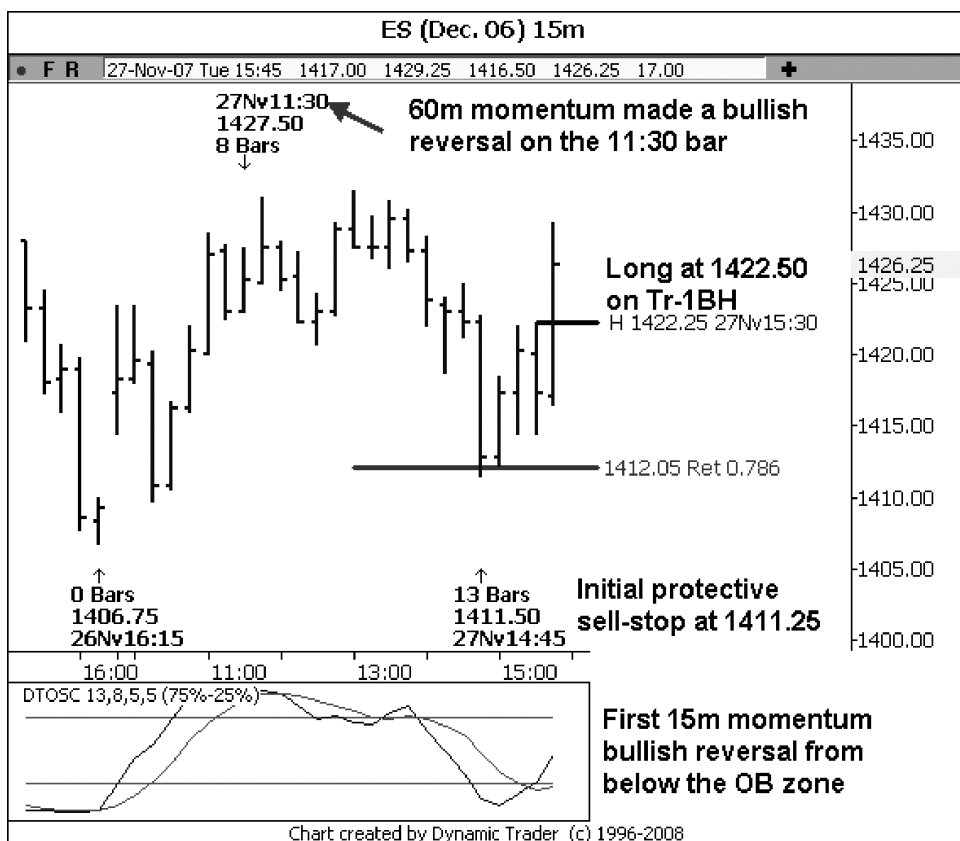 ES (Dec. 06) 15m
F R 27-Nov-07 Tue 15:45 1417.00 1429.25 1416.50 1426.25 17.00
27Nv11:30
1427.50
8 Bars
60m momentum made a bullish
reversal on the 11:30 bar
1435.00
1430.00
1426.25
1425.00
1420.00
1415.00
1410.00
1405.00
1400.00
Long at 1422.50
on Tr-1BH
H 1422.25 27Nv15:30
1412.05 Ret 0.786
0 Bars
1406.75
26Nv16:15
13 Bars
1411.50
27Nv14:45
Initial protective
sell-stop at 1411.25
16:00 11:00 13:00 15:00
DTOSC 13,8,5,5 (75%-25%)
First 15m momentum
bullish reversal from
below the OB zone
Chart created by Dynamic Trader (c) 1996-2008